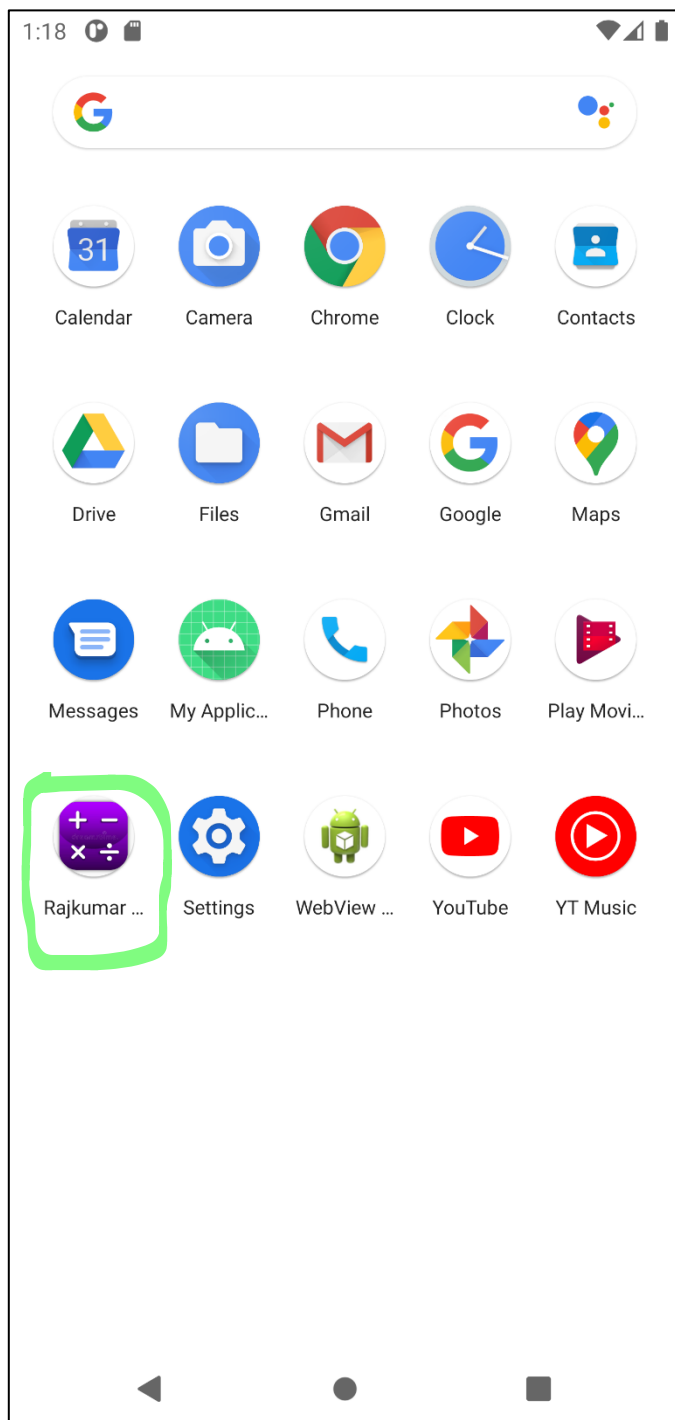 1:18
31
Calendar Camera Chrome Clock Contacts
Drive Files Gmail Google Maps
Messages My Applic... Phone Photos Play Movi...
+ −
× ÷
Rajkumar ... Settings WebView ... YouTube YT Music